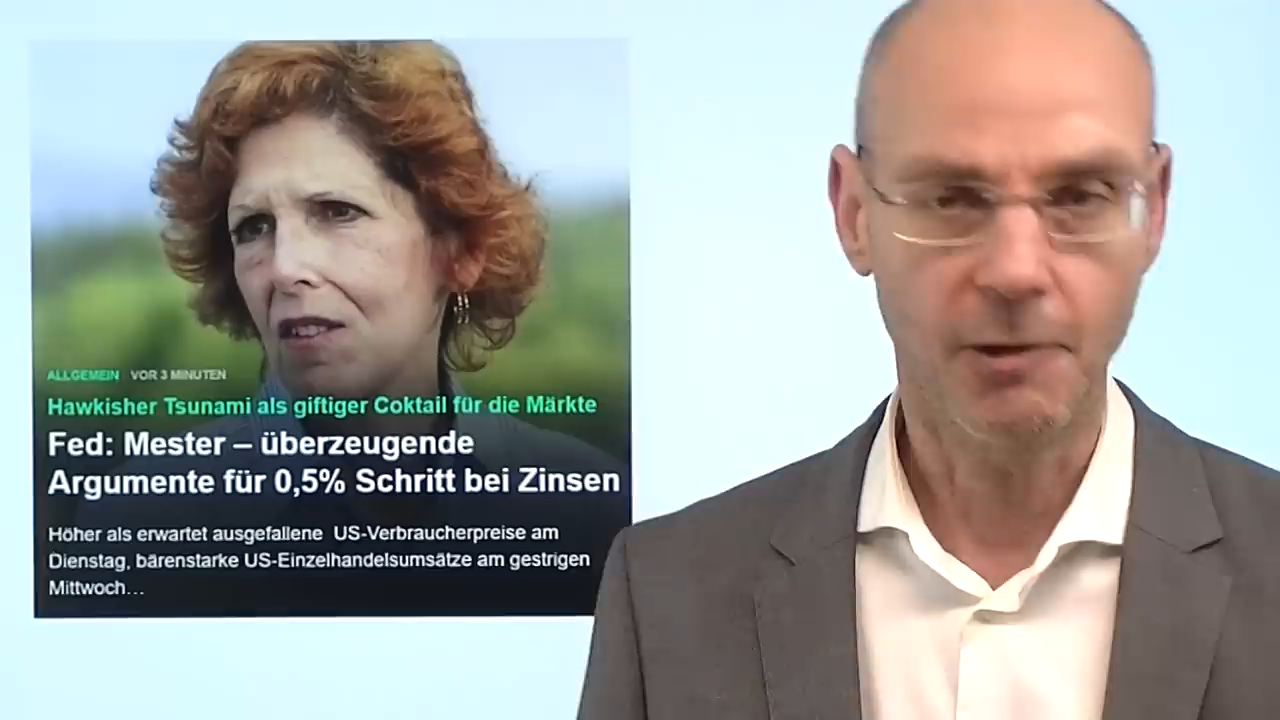 ALLGEMEIN VOR 3 MINUTEN
Hawkisher Tsunami als giftiger Coktail für die Märkte
Fed: Mester – überzeugende
Argumente für 0,5% Schritt bei Zinsen
Höher als erwartet ausgefallene US-Verbraucherpreise am
Dienstag, bärenstarke US-Einzelhandelsumsätze am gestrigen
Mittwoch…